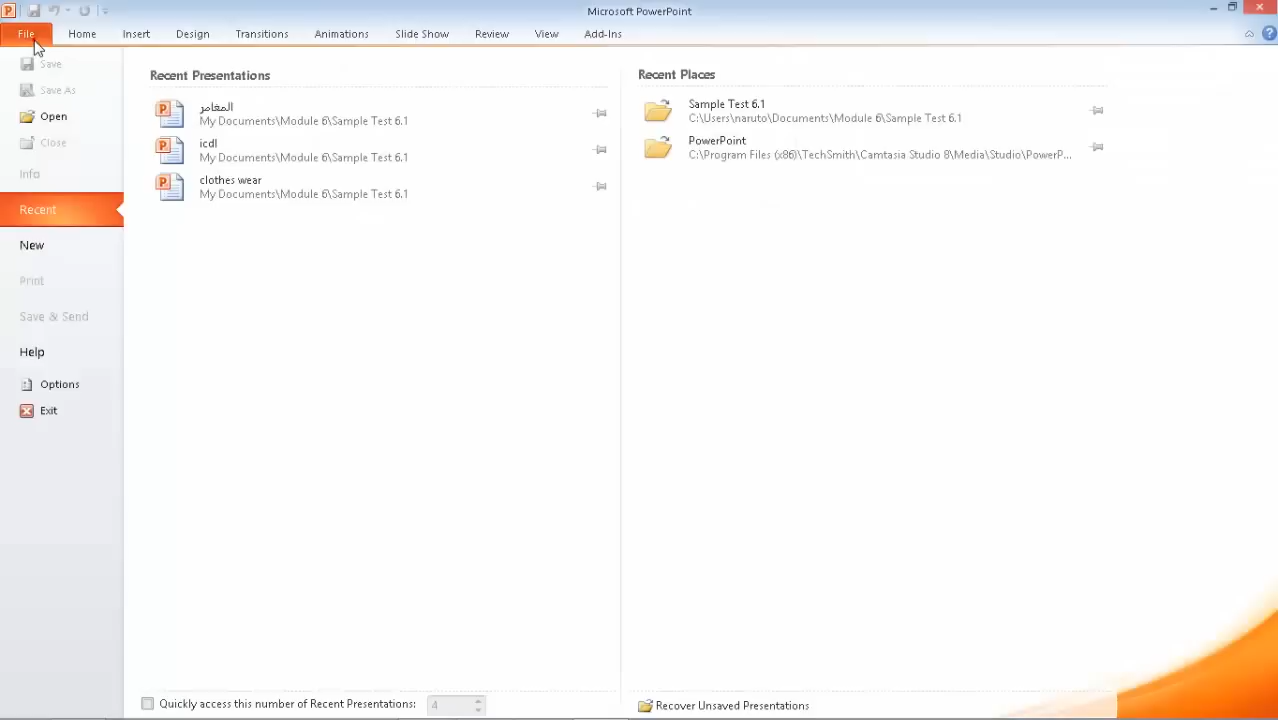 Microsoft PowerPoint
File Home Insert Design Transitions Animations Slide Show Review View Add-Ins
Save
Save As
Open
Close
Info
Recent
New
Print
Save & Send
Help
Options
Exit
Recent Presentations
المغامر
My Documents\Module 6\Sample Test 6.1
icdl
My Documents\Module 6\Sample Test 6.1
clothes wear
My Documents\Module 6\Sample Test 6.1
Quickly access this number of Recent Presentations: 4
Recent Places
Sample Test 6.1
C:\Users\naruto\Documents\Module 6\Sample Test 6.1
PowerPoint
C:\Program Files (x86)\TechSmith\Camtasia Studio 8\Media\Studio\PowerP...
Recover Unsaved Presentations